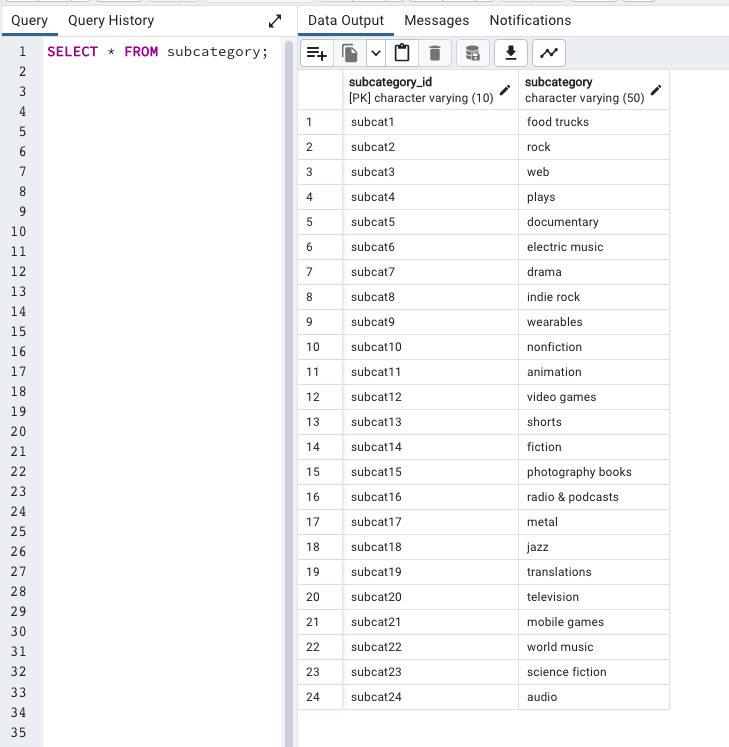 Query Query History
1 SELECT * FROM subcategory;
2
3
4
5
6
7
8
9
10
11
12
13
14
15
16
17
18
19
20
21
22
23
24
25
26
27
28
29
30
31
32
33
34
35
Data Output Messages Notifications
subcategory_id subcategory
[PK] character varying (10) character varying (50)
1 subcat1 food trucks
2 subcat2 rock
3 subcat3 web
4 subcat4 plays
5 subcat5 documentary
6 subcat6 electric music
7 subcat7 drama
8 subcat8 indie rock
9 subcat9 wearables
10 subcat10 nonfiction
11 subcat11 animation
12 subcat12 video games
13 subcat13 shorts
14 subcat14 fiction
15 subcat15 photography books
16 subcat16 radio & podcasts
17 subcat17 metal
18 subcat18 jazz
19 subcat19 translations
20 subcat20 television
21 subcat21 mobile games
22 subcat22 world music
23 subcat23 science fiction
24 subcat24 audio